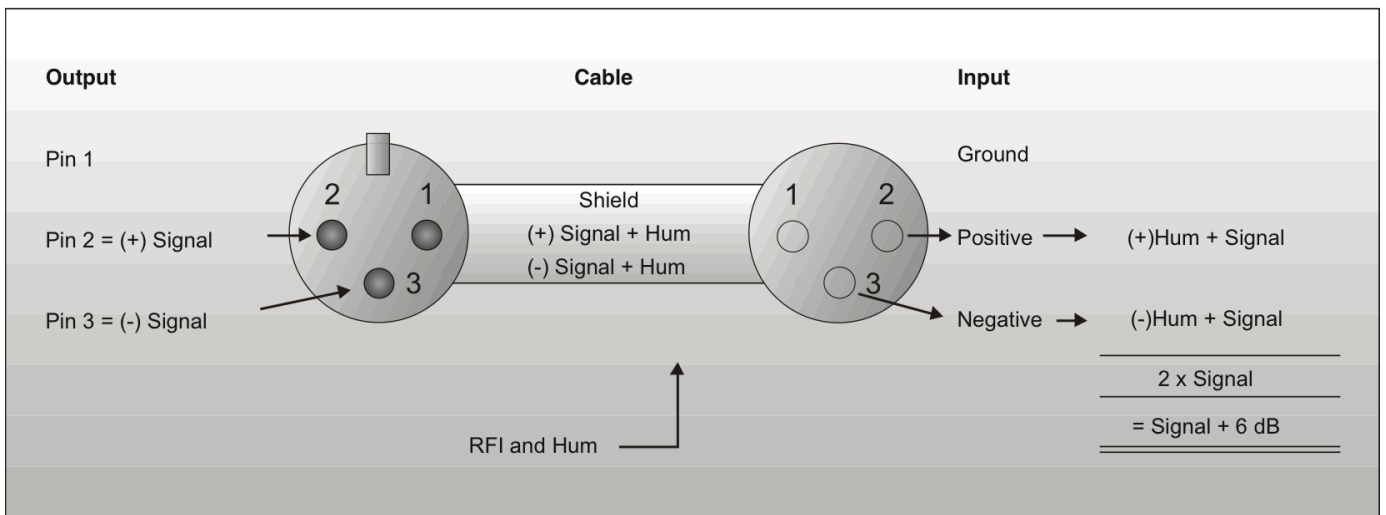 Output
Cable
Input
Pin 1
Ground
2
1
Shield
1
2
Pin 2 = (+) Signal
(+) Signal + Hum
Positive
(+)Hum + Signal
(-) Signal + Hum
3
3
Pin 3 = (-) Signal
Negative
(-)Hum + Signal
2 x Signal
= Signal + 6 dB
RFI and Hum